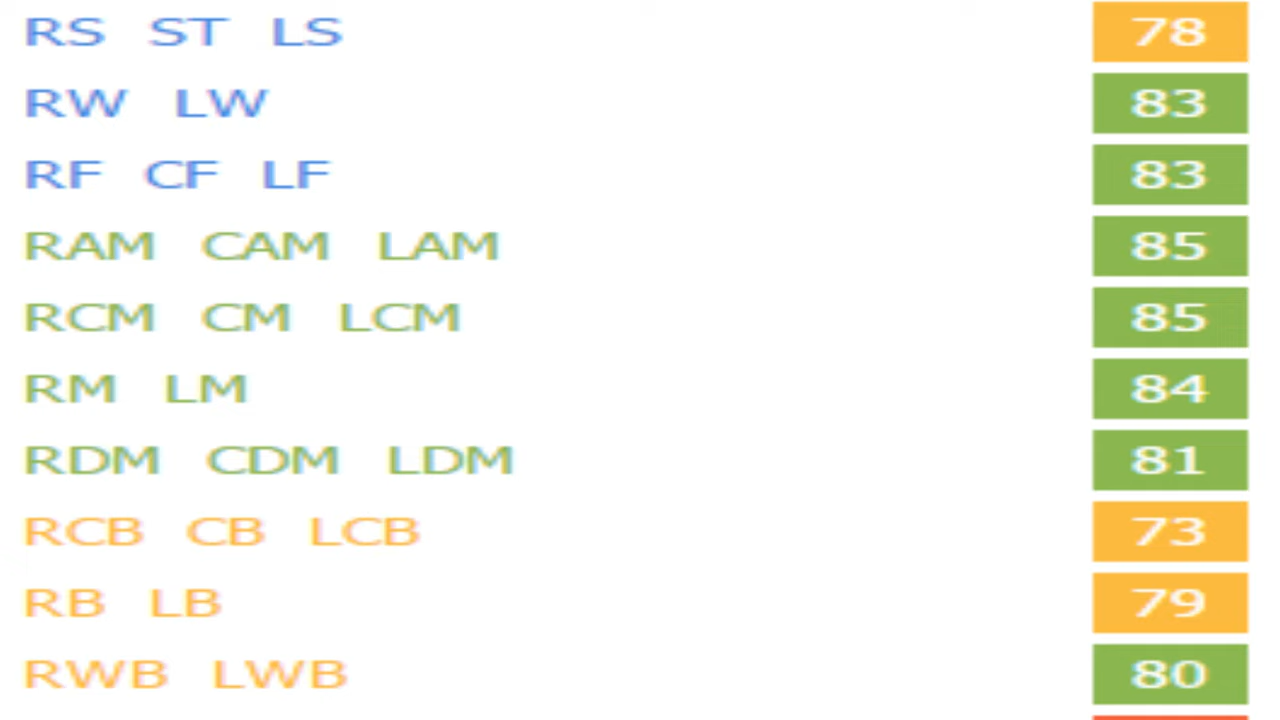 RS ST LS 78
RW LW 83
RF CF LF 83
RAM CAM LAM 85
RCM CM LCM 85
RM LM 84
RDM CDM LDM 81
RCB CB LCB 73
RB LB 79
RWB LWB 80